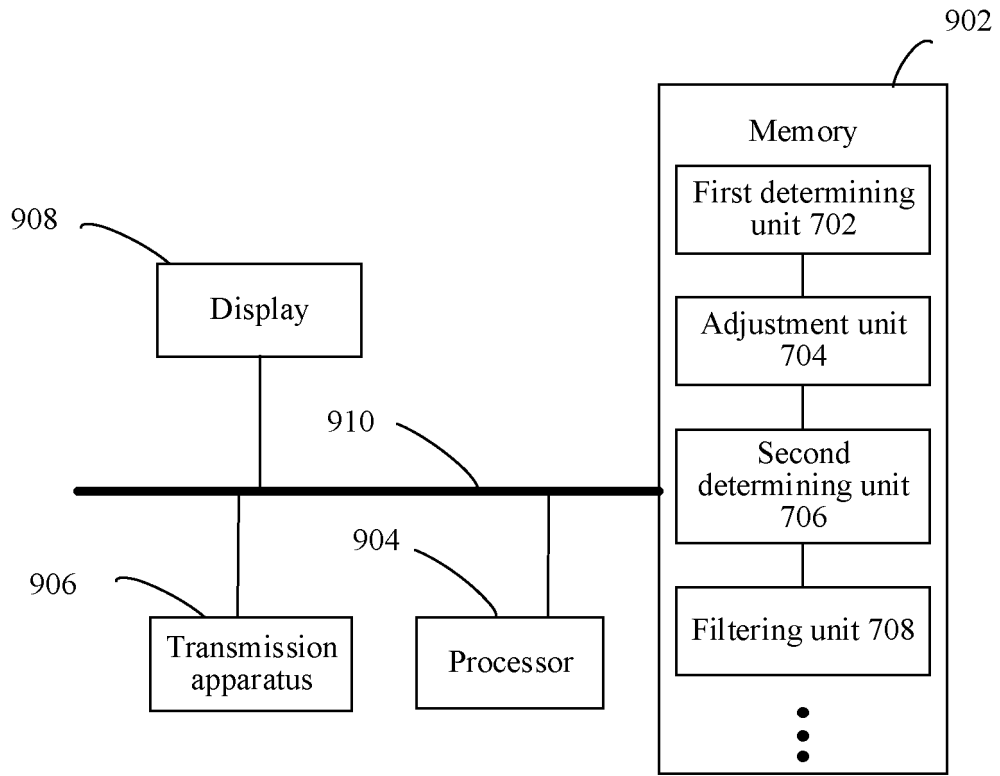 902
Memory
First determining
unit 702
908
Display
Adjustment unit
704
910
Second
determining unit
706
904
906
Transmission
apparatus
Processor
Filtering unit 708